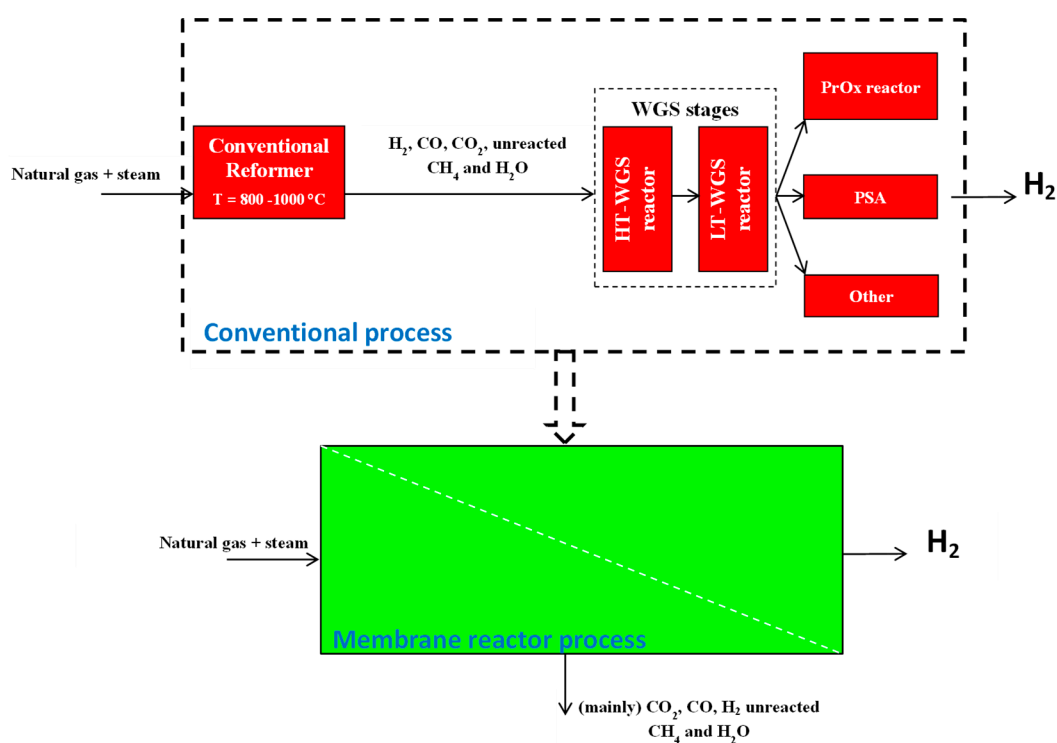 PrOx reactor
WGS stages
Conventional
Reformer
T = 800 -1000 °C
H₂, CO, CO₂, unreacted
CH₄ and H₂O
Natural gas + steam
HT-WGS
reactor
LT-WGS
reactor
PSA
H₂
Other
Conventional process
Natural gas + steam
H₂
Membrane reactor process
(mainly) CO₂, CO, H₂ unreacted
CH₄ and H₂O